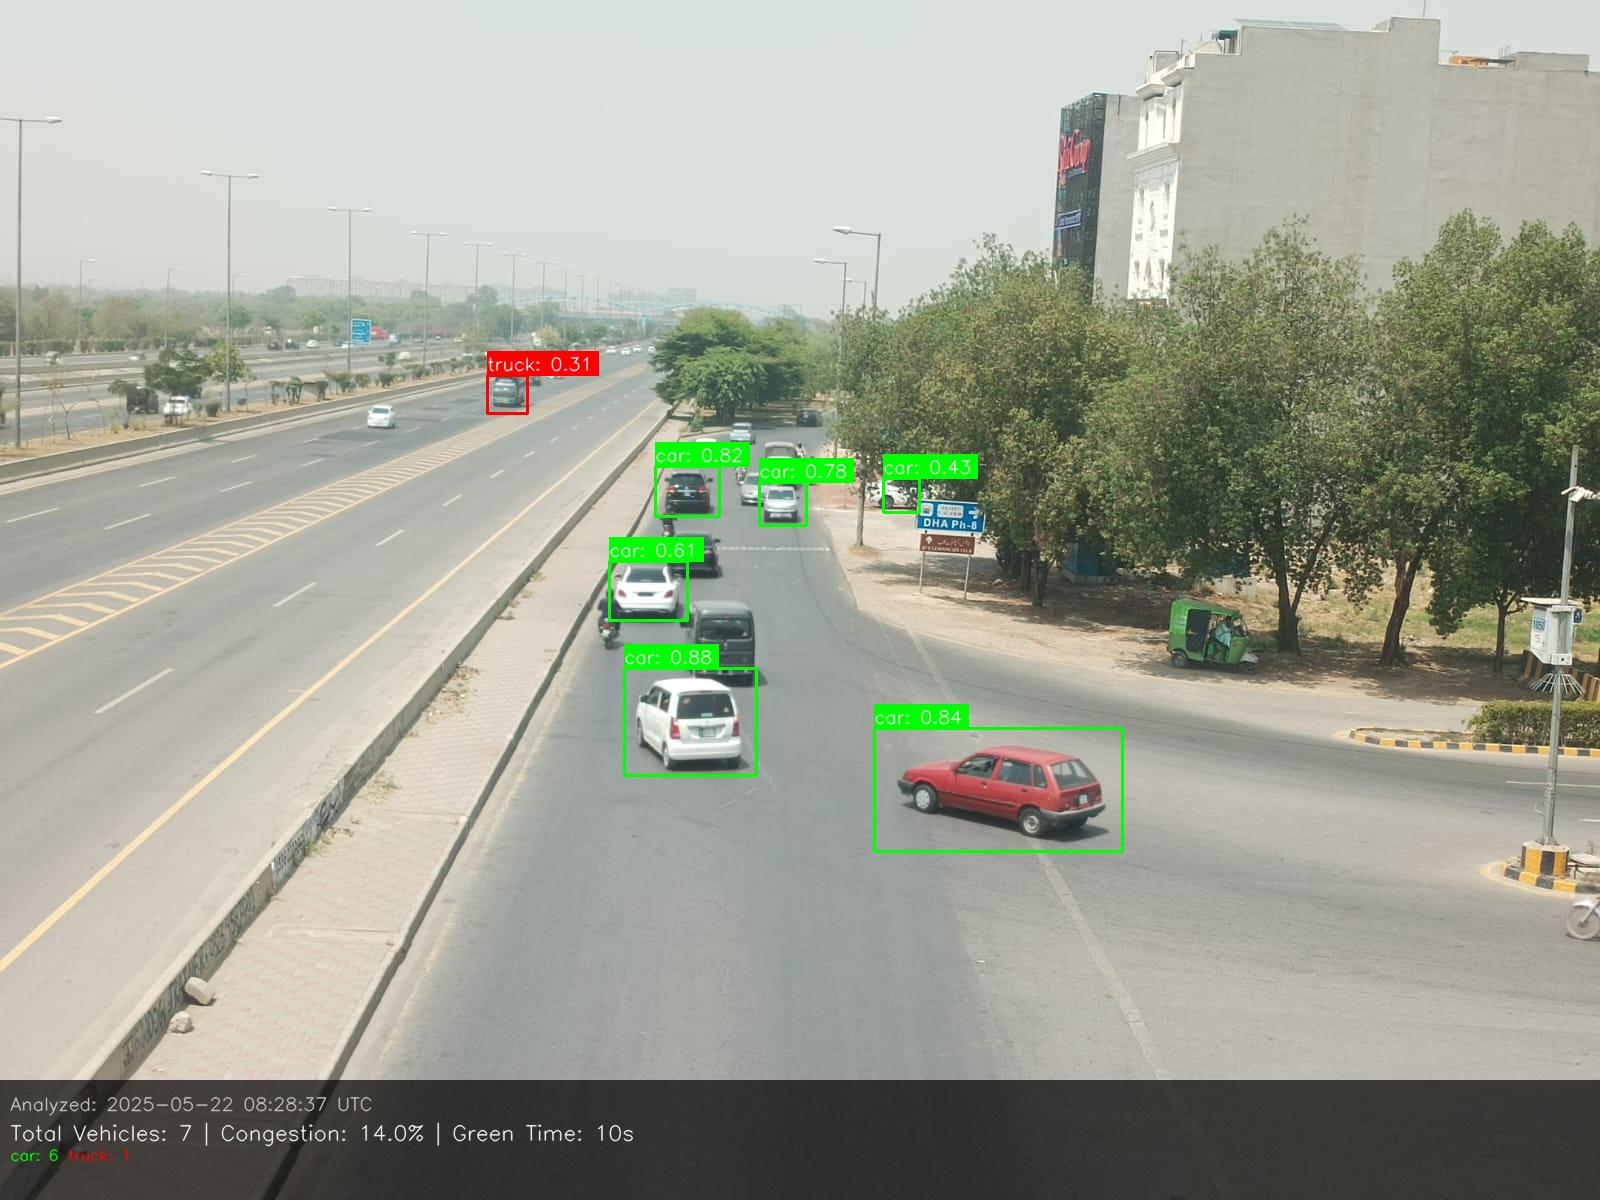 truck: 0.31
car: 0.82
car: 0.78
car: 0.43
DHA Ph-8
car: 0.61
car: 0.88
car: 0.84
Analyzed: 2025-05-22 08:28:37 UTC
Total Vehicles: 7 | Congestion: 14.0% | Green Time: 10s
car: 6 truck: 1